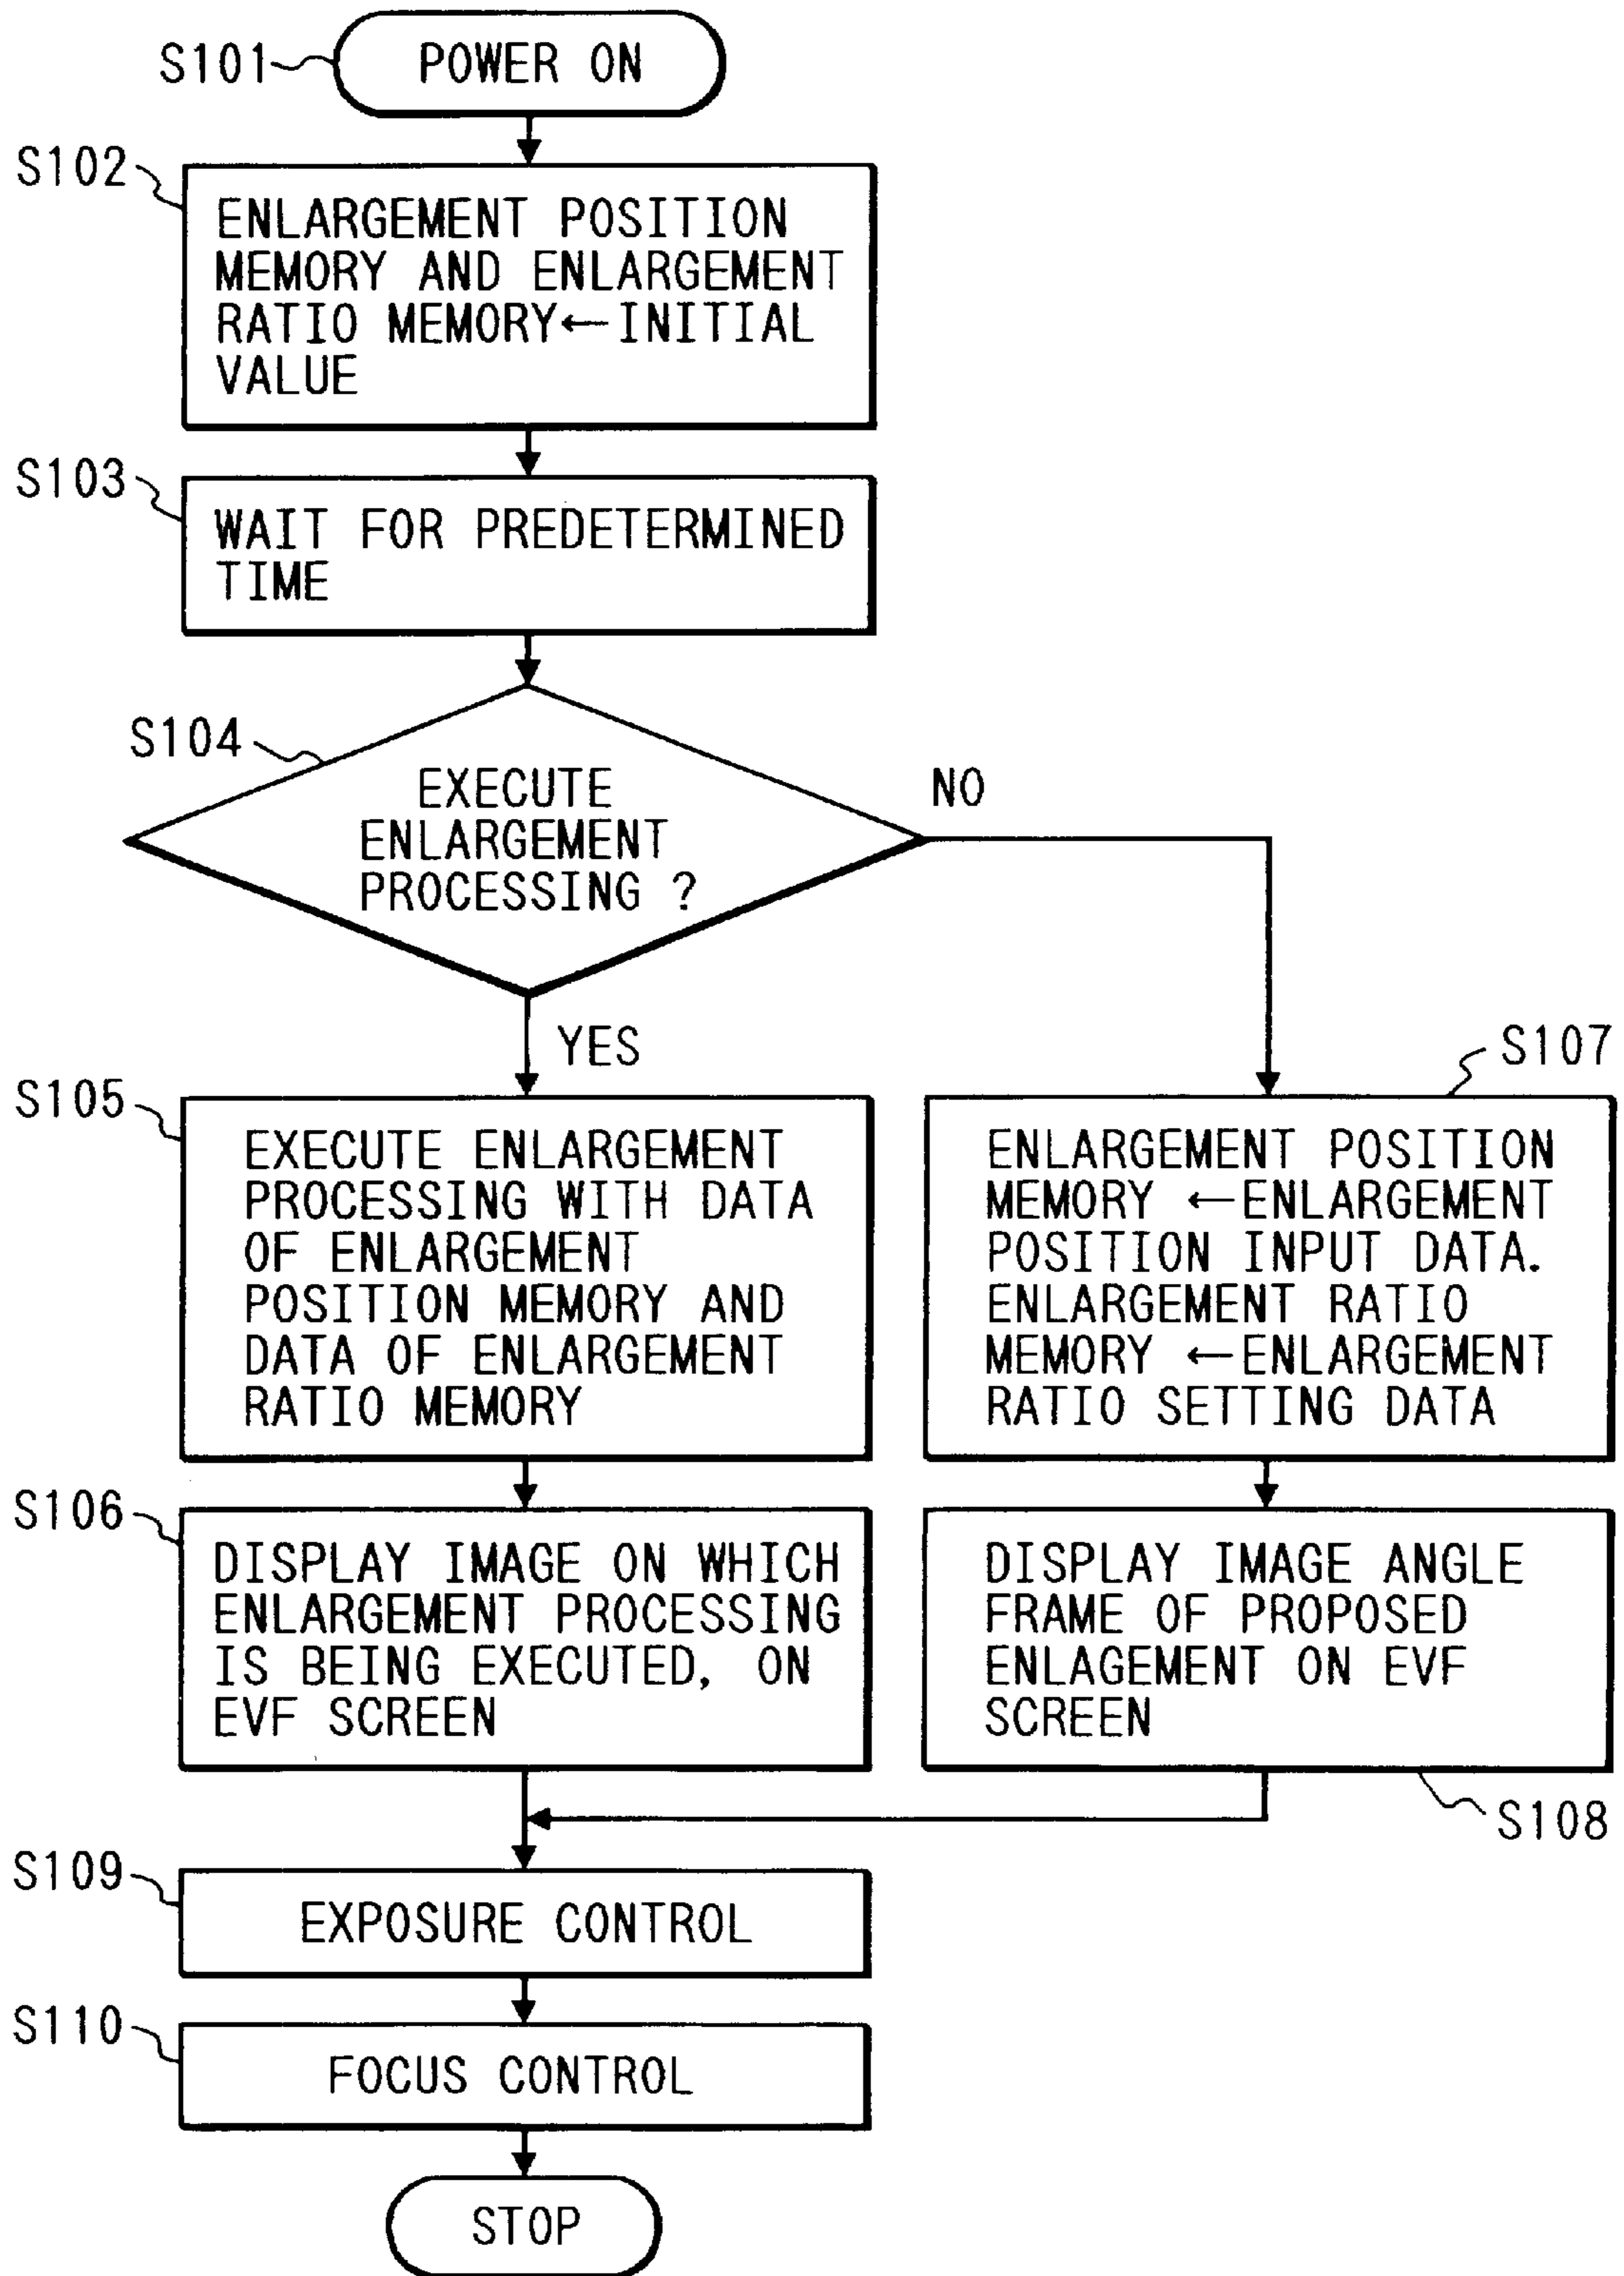 S101
POWER ON
S102
ENLARGEMENT POSITION
MEMORY AND ENLARGEMENT
RATIO MEMORY←INITIAL
VALUE
S103
WAIT FOR PREDETERMINED
TIME
S104
EXECUTE
ENLARGEMENT
PROCESSING ?
NO
YES
S105
EXECUTE ENLARGEMENT
PROCESSING WITH DATA
OF ENLARGEMENT
POSITION MEMORY AND
DATA OF ENLARGEMENT
RATIO MEMORY
S107
ENLARGEMENT POSITION
MEMORY ←ENLARGEMENT
POSITION INPUT DATA.
ENLARGEMENT RATIO
MEMORY ←ENLARGEMENT
RATIO SETTING DATA
S106
DISPLAY IMAGE ON WHICH
ENLARGEMENT PROCESSING
IS BEING EXECUTED, ON
EVF SCREEN
DISPLAY IMAGE ANGLE
FRAME OF PROPOSED
ENLAGEMENT ON EVF
SCREEN
S108
S109
EXPOSURE CONTROL
S110
FOCUS CONTROL
STOP